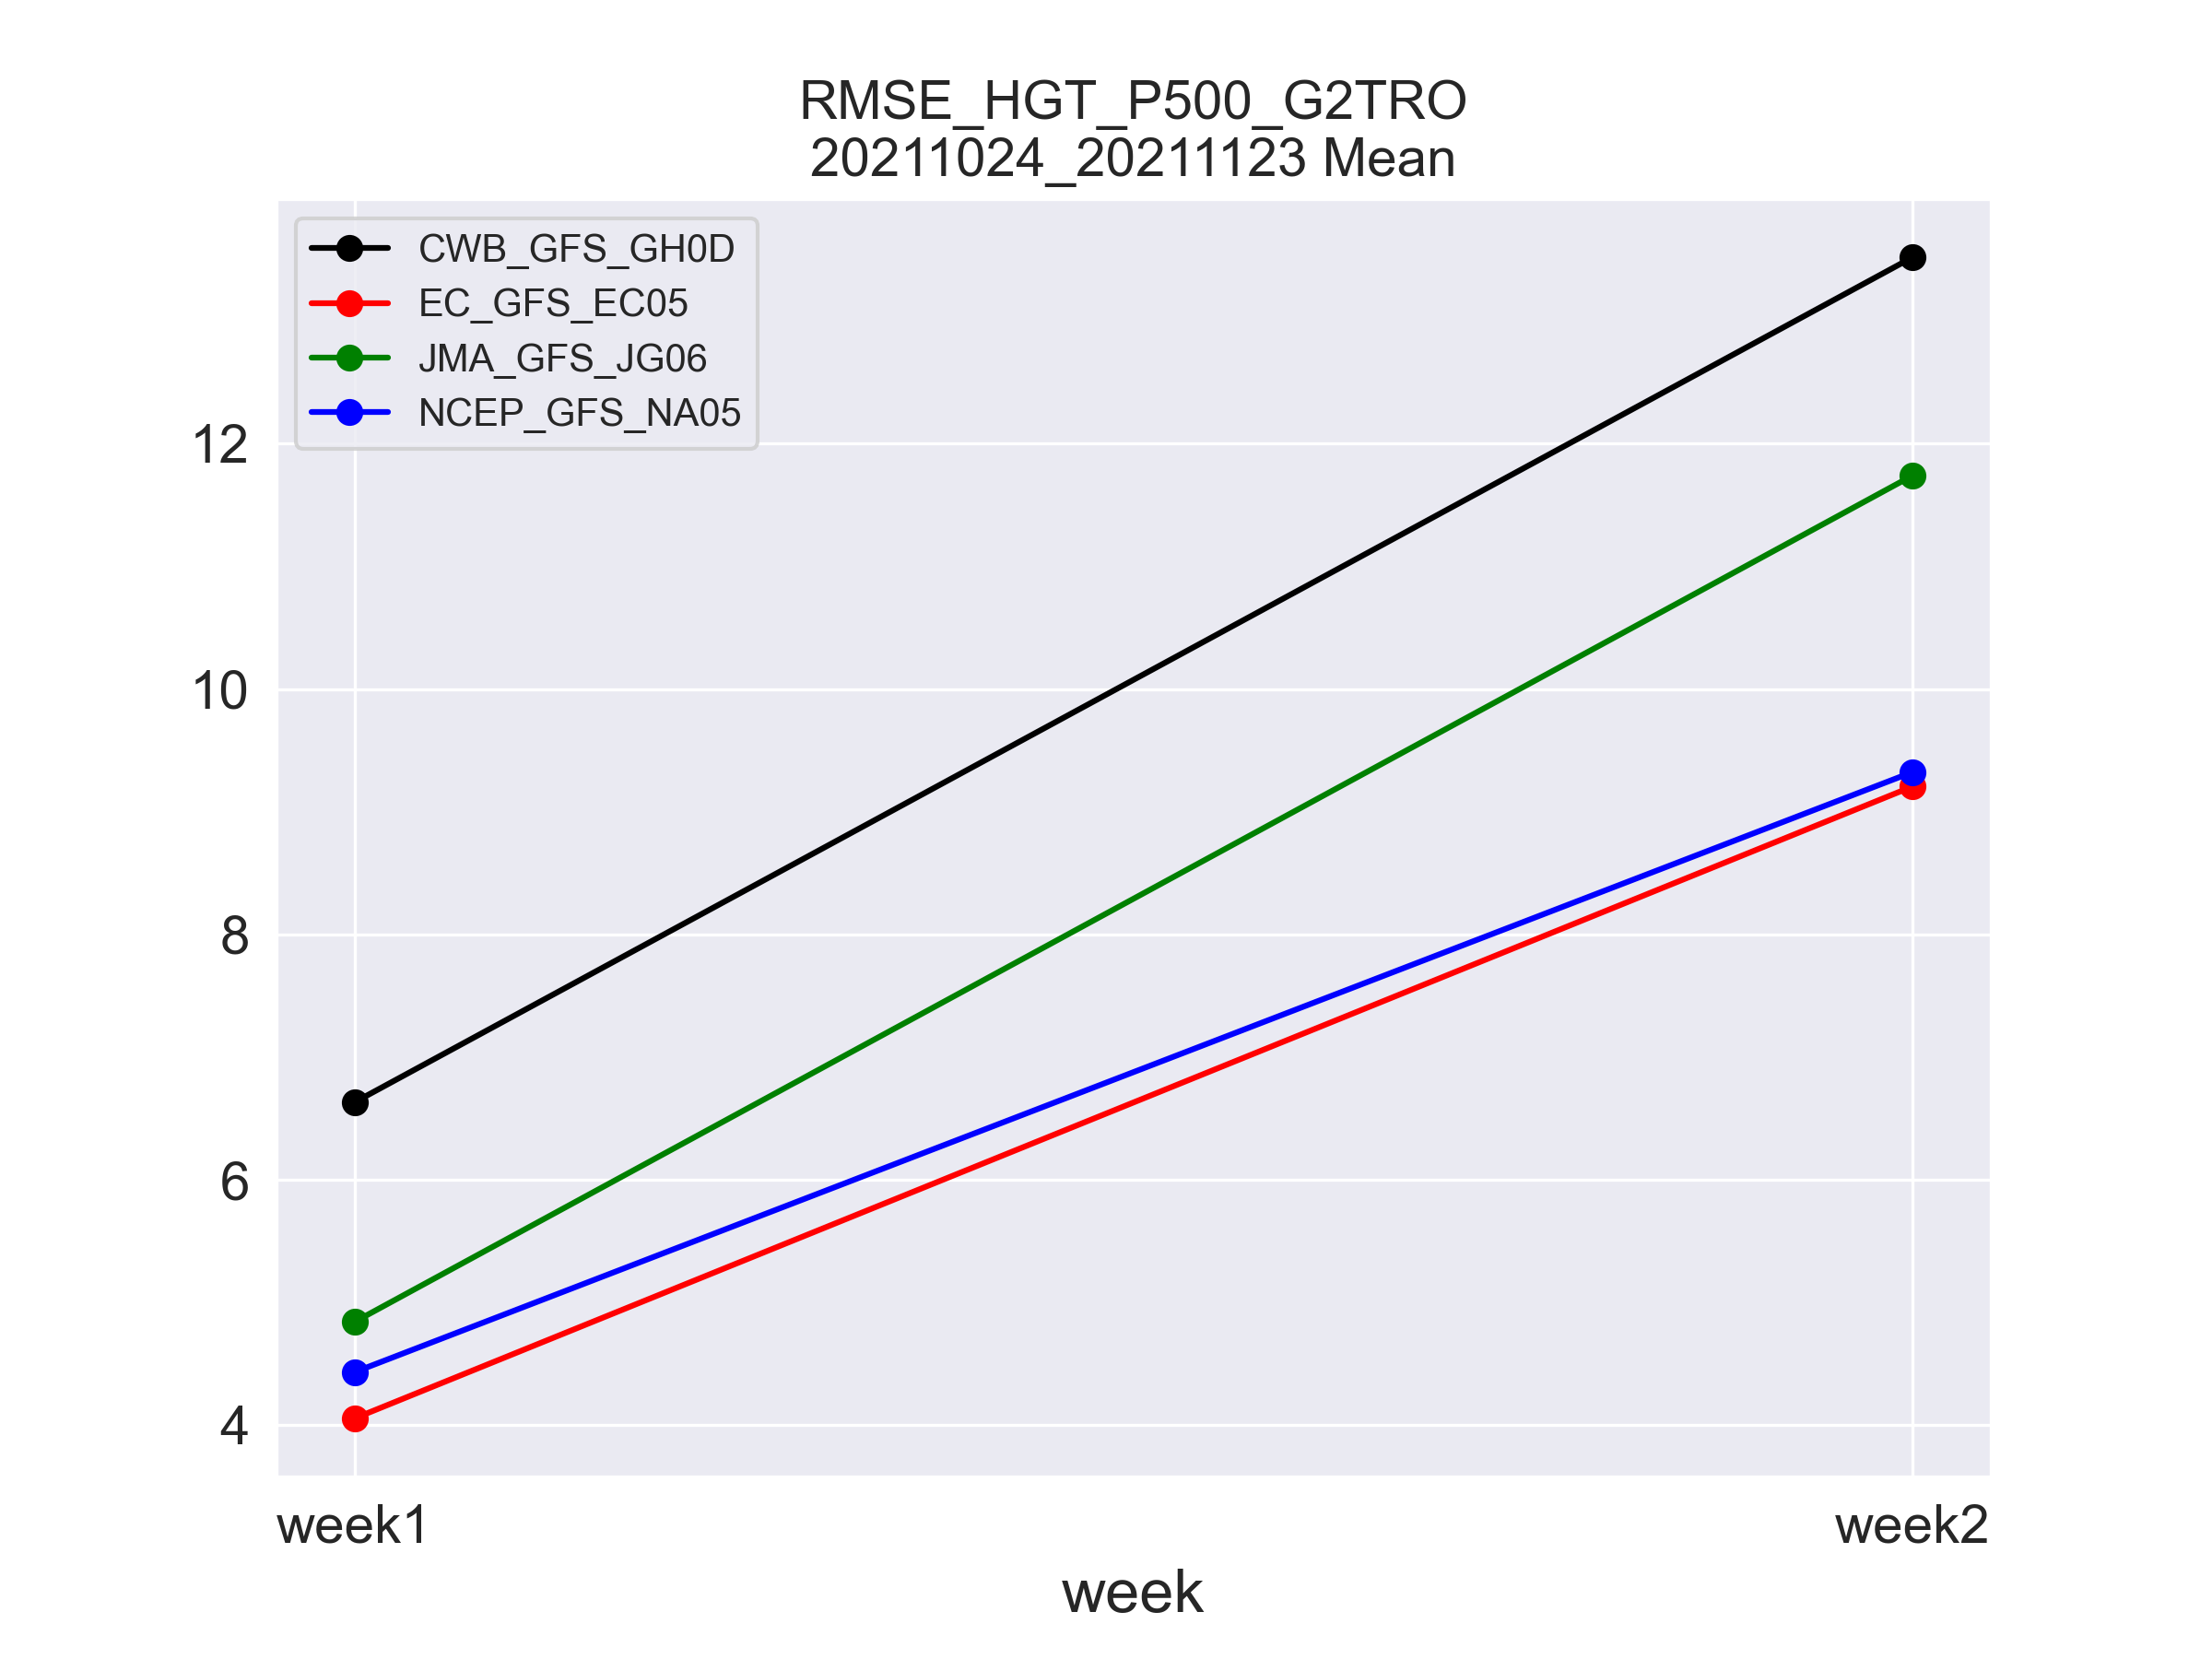 RMSE_HGT_P500_G2TRO
20211024_20211123 Mean
CWB_GFS_GH0D
EC_GFS_EC05
JMA_GFS_JG06
NCEP_GFS_NA05
12
10
8
6
4
week1
week2
week